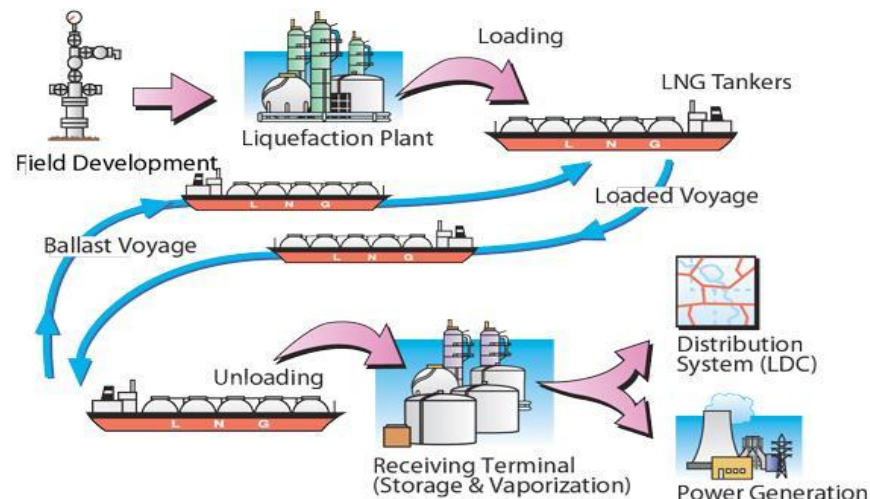 Loading
LNG Tankers
Liquefaction Plant
L N G
Field Development
L N G
Loaded Voyage
Ballast Voyage
L N G
Distribution
System (LDC)
Unloading
L N G
Receiving Terminal
(Storage & Vaporization)
Power Generation